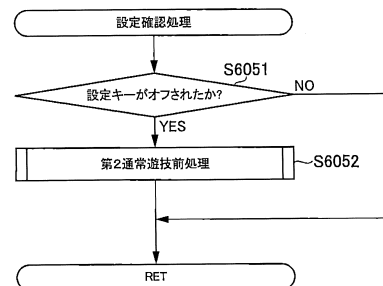 設定確認処理
S6051
設定キーがオフされたか?
NO
YES
第2通常遊技前処理
S6052
RET